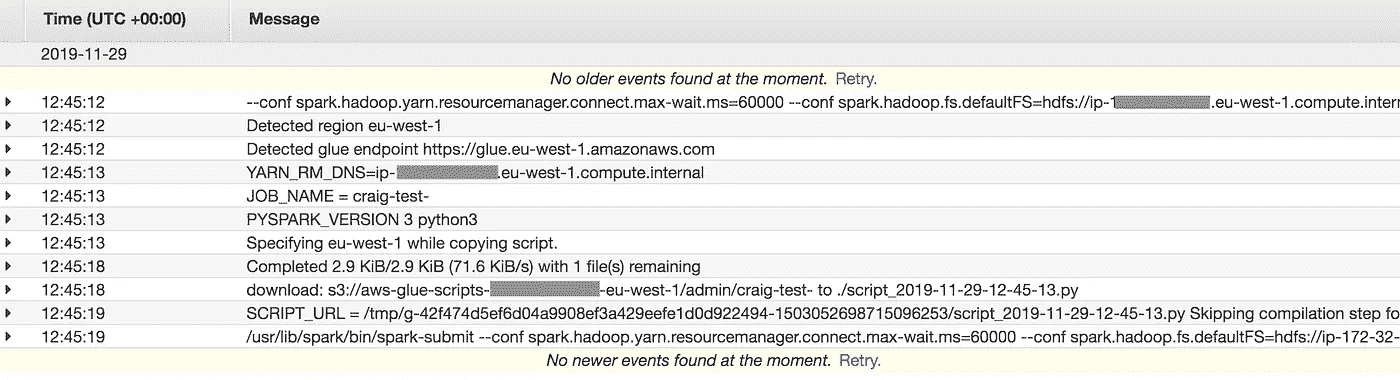 Time (UTC +00:00) Message
2019-11-29
No older events found at the moment. Retry.
12:45:12 --conf spark.hadoop.yarn.resourcemanager.connect.max-wait.ms=60000 --conf spark.hadoop.fs.defaultFS=hdfs://ip-1 .eu-west-1.compute.intern
12:45:12 Detected region eu-west-1
12:45:12 Detected glue endpoint https://glue.eu-west-1.amazonaws.com
12:45:13 YARN_RM_DNS=ip- .eu-west-1.compute.internal
12:45:13 JOB_NAME = craig-test-
12:45:13 PYSPARK_VERSION 3 python3
12:45:13 Specifying eu-west-1 while copying script.
12:45:18 Completed 2.9 KiB/2.9 KiB (71.6 KiB/s) with 1 file(s) remaining
12:45:18 download: s3://aws-glue-scripts- -eu-west-1/admin/craig-test- to ./script_2019-11-29-12-45-13.py
12:45:19 SCRIPT_URL = /tmp/g-42f474d5ef6d04a9908ef3a429eefe1d0d922494-1503052698715096253/script_2019-11-29-12-45-13.py Skipping compilation step fo
12:45:19 /usr/lib/spark/bin/spark-submit --conf spark.hadoop.yarn.resourcemanager.connect.max-wait.ms=60000 --conf spark.hadoop.fs.defaultFS=hdfs://ip-172-32-
No newer events found at the moment. Retry.